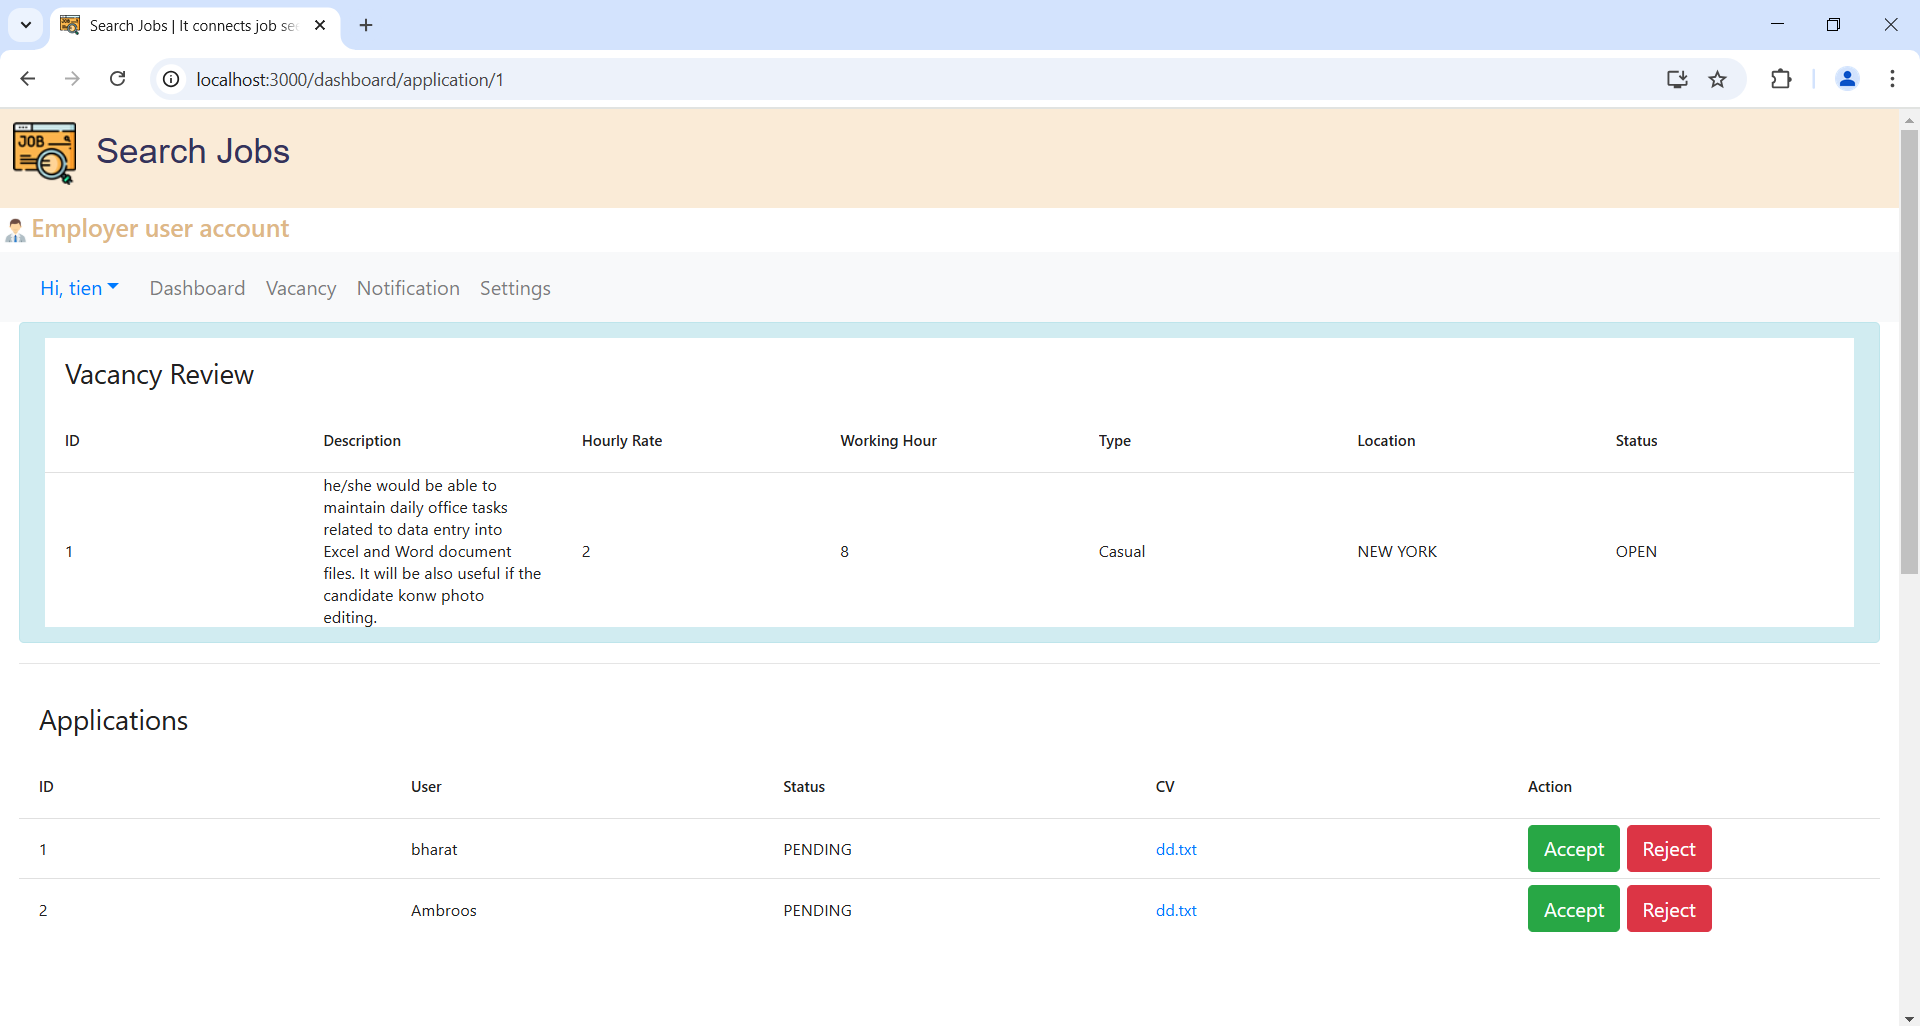 Search Jobs | It connects job se
localhost:3000/dashboard/application/1
JOB
Search Jobs
Employer user account
Hi, tien Dashboard Vacancy Notification Settings
Vacancy Review
ID Description Hourly Rate Working Hour Type Location Status
he/she would be able to
maintain daily office tasks
related to data entry into
1 Excel and Word document 2 8 Casual NEW YORK OPEN
files. It will be also useful if the
candidate konw photo
editing.
Applications
ID User Status CV Action
1 bharat PENDING dd.txt Accept Reject
2 Ambroos PENDING dd.txt Accept Reject